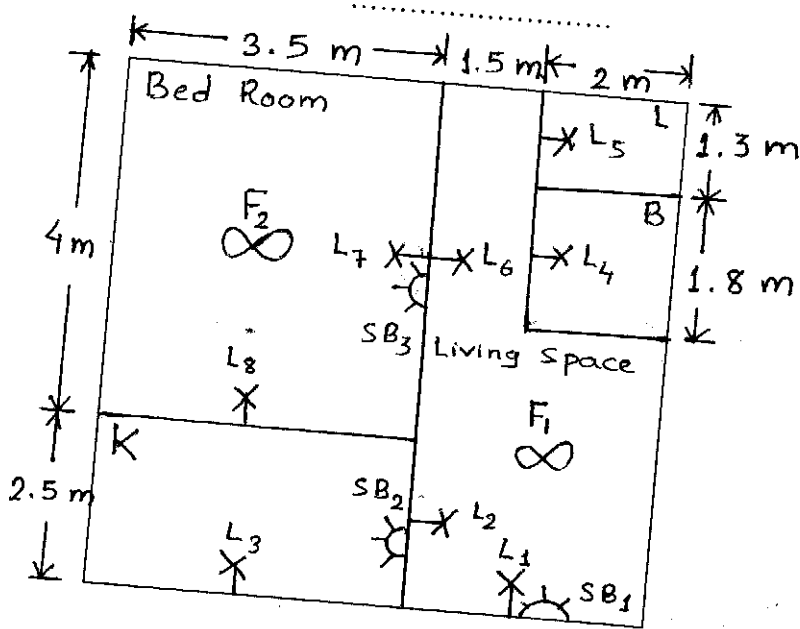 3.5 m 1.5 m 2 m
Bed Room
L
L5
1.3 m
B
F2
4m
L7
L6
L4
1.8 m
SB3
Living space
L8
F1
K
2.5 m
SB2
L2
L3
L1
SB1